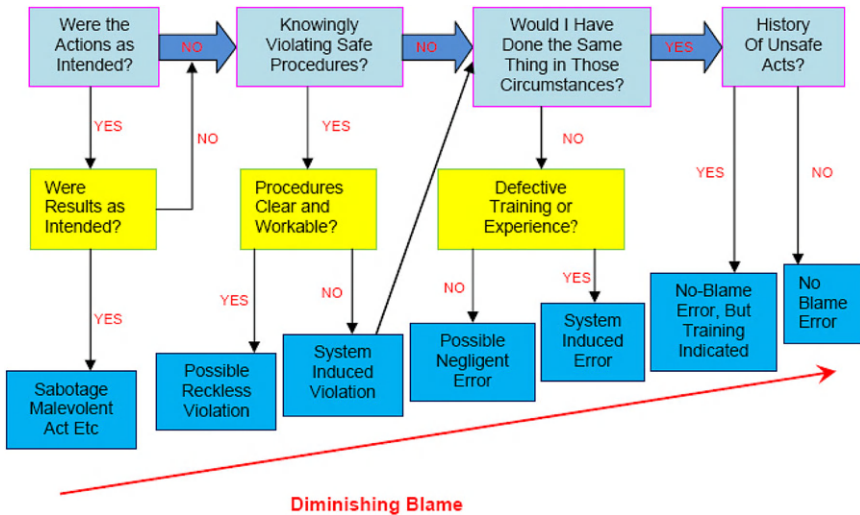 Were the
Actions as
Intended?
NO
Knowingly
Violating Safe
Procedures?
NO
Would I Have
Done the Same
Thing in Those
Circumstances?
YES
History
Of Unsafe
Acts?
YES
NO
YES
NO
YES
NO
Were
Results as
Intended?
Procedures
Clear and
Workable?
Defective
Training or
Experience?
YES
YES
NO
NO
YES
Sabotage
Malevolent
Act Etc
Possible
Reckless
Violation
System
Induced
Violation
Possible
Negligent
Error
System
Induced
Error
No-Blame
Error, But
Training
Indicated
No
Blame
Error
Diminishing Blame